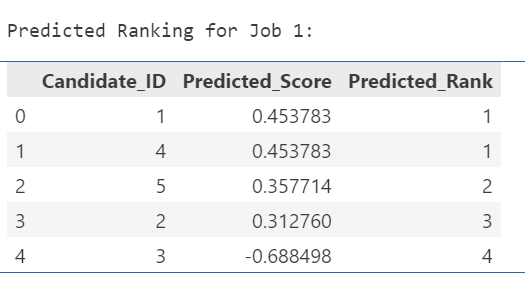 Predicted Ranking for Job 1:
Candidate_ID Predicted_Score Predicted_Rank
0 1 0.453783 1
1 4 0.453783 1
2 5 0.357714 2
3 2 0.312760 3
4 3 -0.688498 4